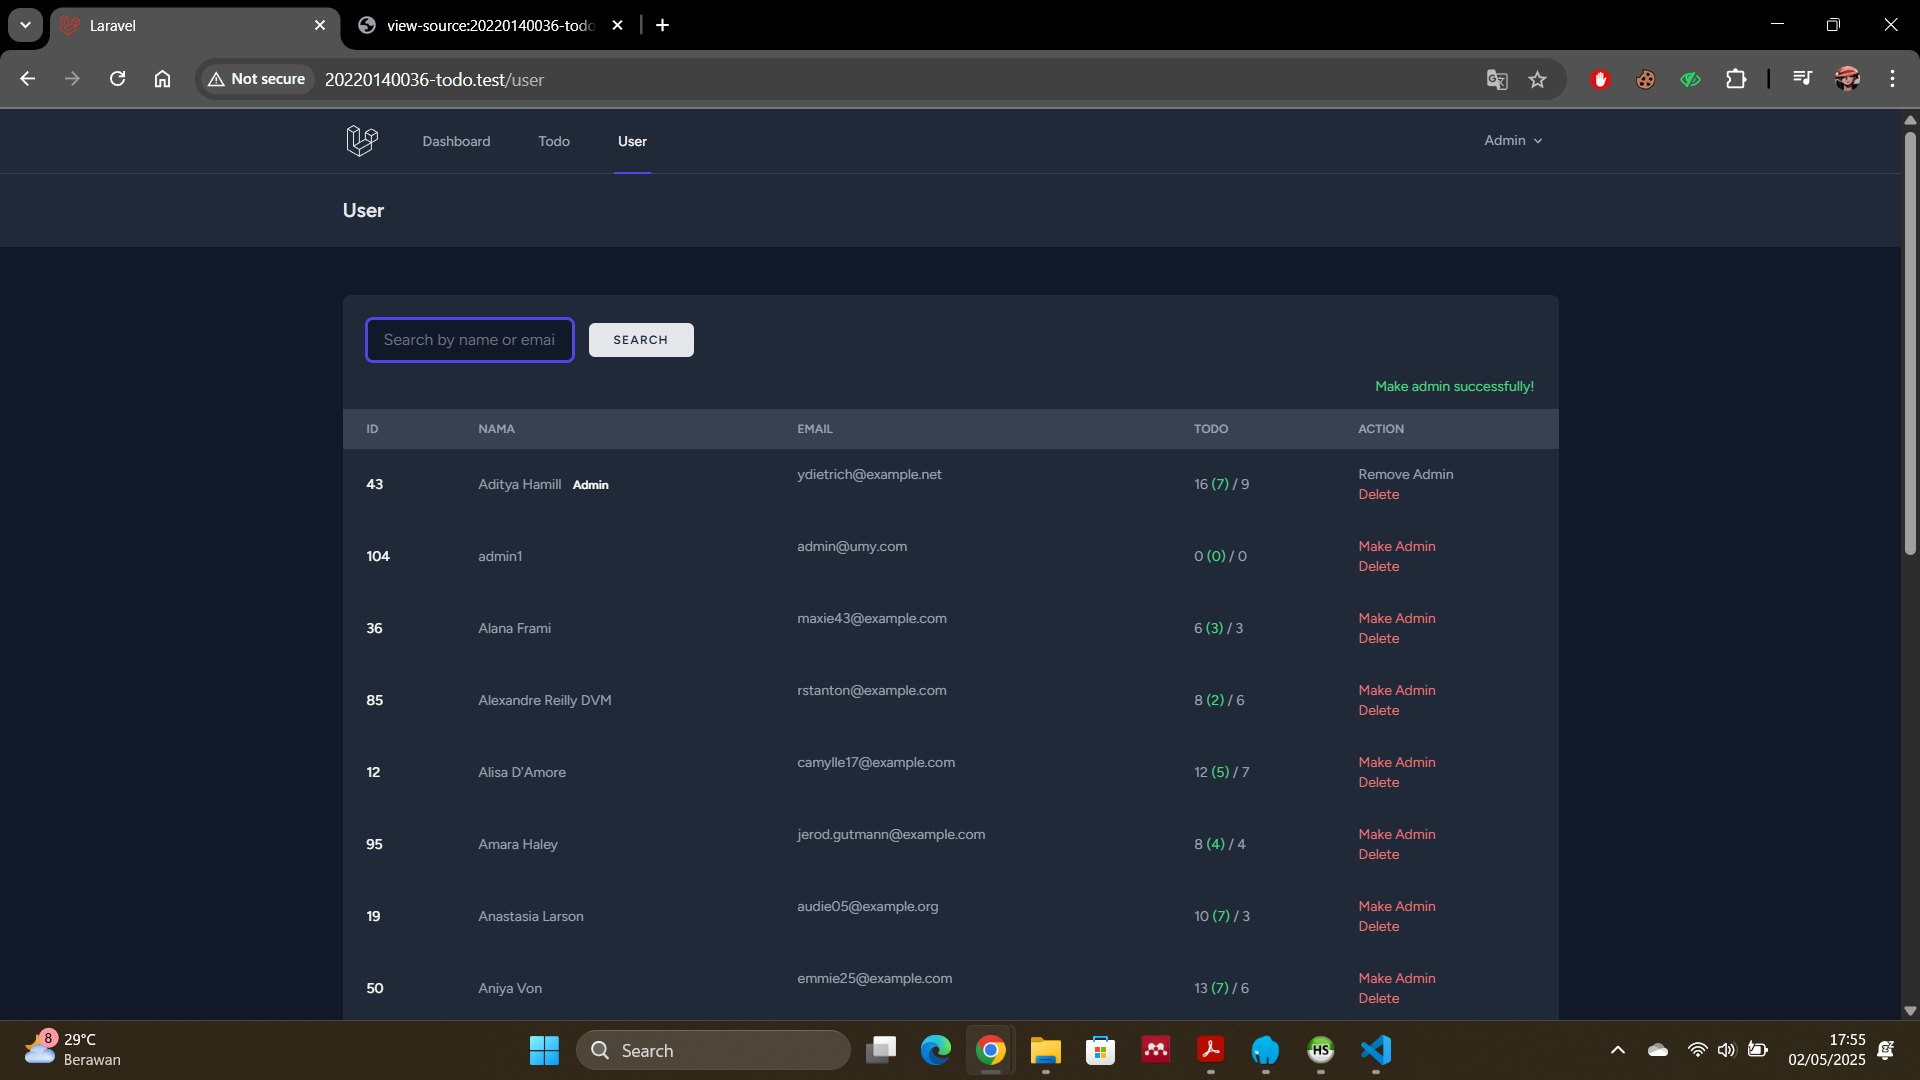 Laravel
view-source:20220140036-todo
Not secure
20220140036-todo.test/user
Dashboard
Todo
User
Admin
User
Search by name or emai
SEARCH
Make admin successfully!
ID NAMA EMAIL TODO ACTION
43 Aditya Hamill Admin ydietrich@example.net 16 (7) / 9 Remove Admin
Delete
104 admin1 admin@umy.com 0 (0) / 0 Make Admin
Delete
36 Alana Frami maxie43@example.com 6 (3) / 3 Make Admin
Delete
85 Alexandre Reilly DVM rstanton@example.com 8 (2) / 6 Make Admin
Delete
12 Alisa D'Amore camylle17@example.com 12 (5) / 7 Make Admin
Delete
95 Amara Haley jerod.gutmann@example.com 8 (4) / 4 Make Admin
Delete
19 Anastasia Larson audie05@example.org 10 (7) / 3 Make Admin
Delete
50 Aniya Von emmie25@example.com 13 (7) / 6 Make Admin
Delete
8
29°C
Berawan
Search
HS
17:55
02/05/2025